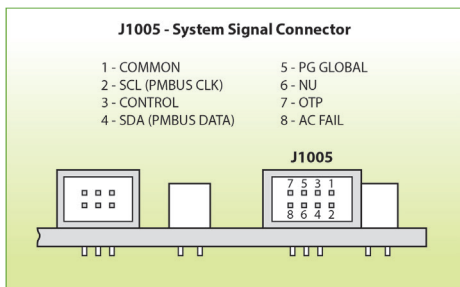 J1005 - System Signal Connector
1 - COMMON
2 - SCL (PMBUS CLK)
3 - CONTROL
4 - SDA (PMBUS DATA)
5 - PG GLOBAL
6 - NU
7 - OTP
8 - AC FAIL
J1005
7 5 3 1
8 6 4 2